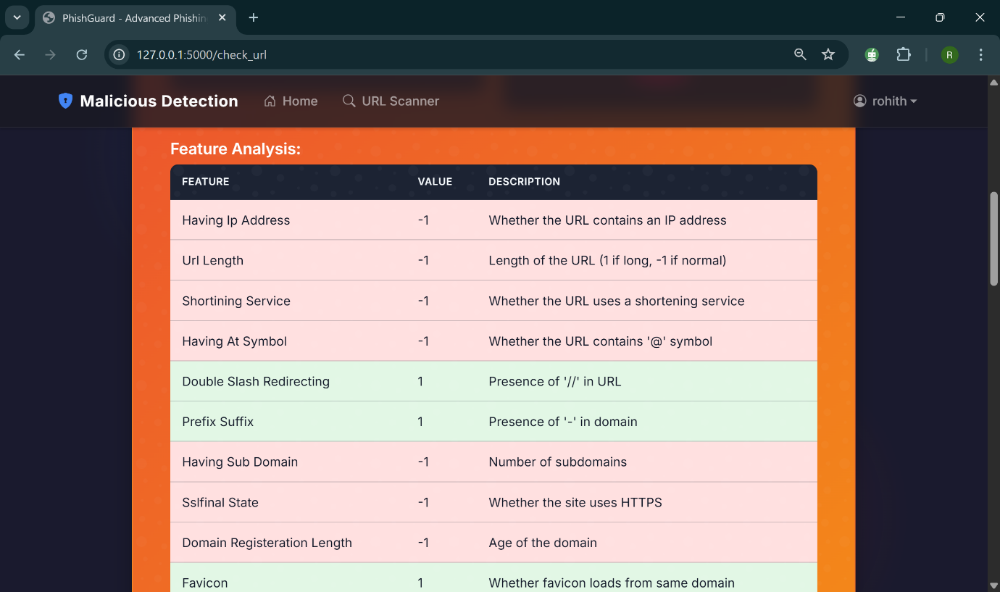 PhishGuard - Advanced Phishin
127.0.0.1:5000/check_url
R
Malicious Detection Home URL Scanner rohith
Feature Analysis:
FEATURE VALUE DESCRIPTION
Having Ip Address -1 Whether the URL contains an IP address
Url Length -1 Length of the URL (1 if long, -1 if normal)
Shortining Service -1 Whether the URL uses a shortening service
Having At Symbol -1 Whether the URL contains '@' symbol
Double Slash Redirecting 1 Presence of '//' in URL
Prefix Suffix 1 Presence of '-' in domain
Having Sub Domain -1 Number of subdomains
Sslfinal State -1 Whether the site uses HTTPS
Domain Registeration Length -1 Age of the domain
Favicon 1 Whether favicon loads from same domain